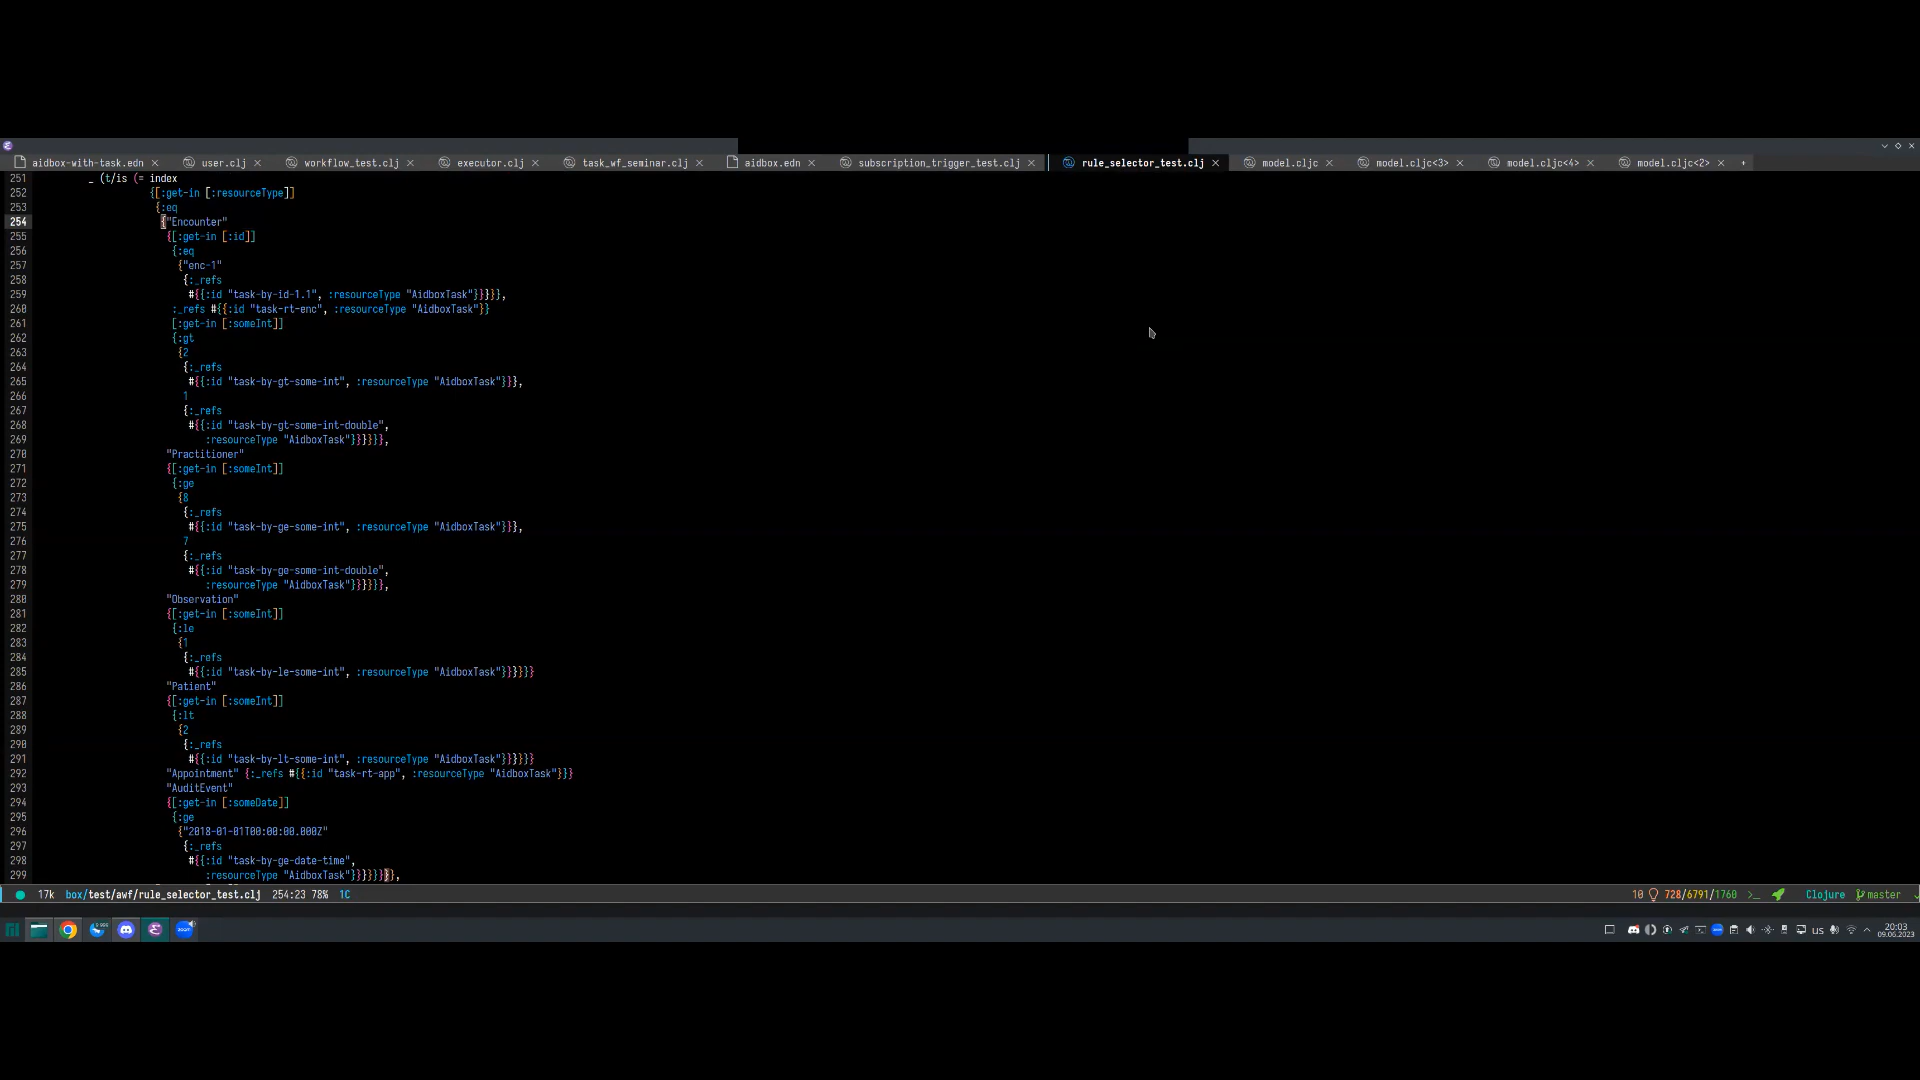 aidbox-with-task.edn × user.clj × workflow_test.clj × executor.clj × task_wf_seminar.clj × aidbox.edn × subscription_trigger_test.clj × rule_selector_test.clj × model.cljc × model.cljc<3> × model.cljc<4> × model.cljc<2> × +
251 _ (t/is (= index
252 {[:get-in [:resourceType]]
253 {:eq
254 {"Encounter"
255 {[:get-in [:id]]
256 {:eq
257 {"enc-1"
258 {:_refs
259 #{{:id "task-by-id-1.1", :resourceType "AidboxTask"}}}}},
260 :_refs #{{:id "task-rt-enc", :resourceType "AidboxTask"}}
261 [:get-in [:someInt]]
262 {:gt
263 {2
264 {:_refs
265 #{{:id "task-by-gt-some-int", :resourceType "AidboxTask"}}},
266 1
267 {:_refs
268 #{{:id "task-by-gt-some-int-double",
269 :resourceType "AidboxTask"}}}}}},
270 "Practitioner"
271 {[:get-in [:someInt]]
272 {:ge
273 {8
274 {:_refs
275 #{{:id "task-by-ge-some-int", :resourceType "AidboxTask"}}},
276 7
277 {:_refs
278 #{{:id "task-by-ge-some-int-double",
279 :resourceType "AidboxTask"}}}}}},
280 "Observation"
281 {[:get-in [:someInt]]
282 {:le
283 {1
284 {:_refs
285 #{{:id "task-by-le-some-int", :resourceType "AidboxTask"}}}}}}
286 "Patient"
287 {[:get-in [:someInt]]
288 {:lt
289 {2
290 {:_refs
291 #{{:id "task-by-lt-some-int", :resourceType "AidboxTask"}}}}}}
292 "Appointment" {:_refs #{{:id "task-rt-app", :resourceType "AidboxTask"}}}
293 "AuditEvent"
294 {[:get-in [:someDate]]
295 {:ge
296 {"2018-01-01T00:00:00.000Z"
297 {:_refs
298 #{{:id "task-by-ge-date-time",
299 :resourceType "AidboxTask"}}}}}}}},
17k box/test/awf/rule_selector_test.clj 254:23 78% 1C 10 728/6791/1760 >_ Clojure master
us 20:03
09.06.2023